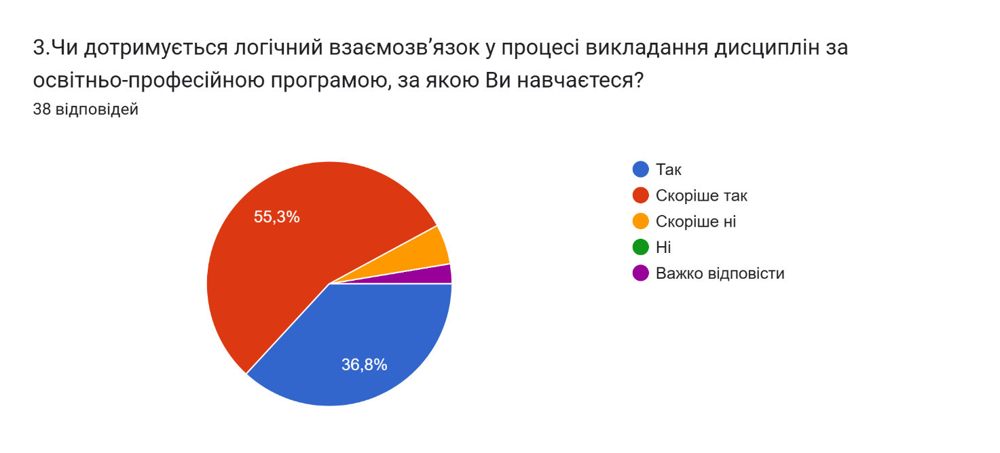 3.Чи дотримується логічний взаємозв’язок у процесі викладання дисциплін за
освітньо-професійною програмою, за якою Ви навчаєтеся?
38 відповідей
55,3%
36,8%
Так
Скоріше так
Скоріше ні
Ні
Важко відповісти